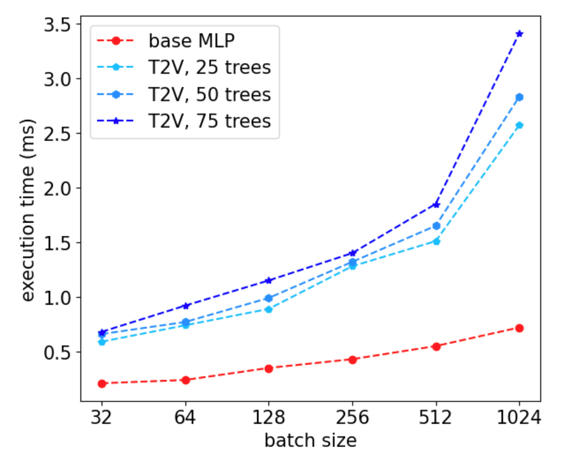 3.5
3.0
2.5
2.0
1.5
1.0
0.5
execution time (ms)
base MLP
T2V, 25 trees
T2V, 50 trees
T2V, 75 trees
32 64 128 256 512 1024
batch size